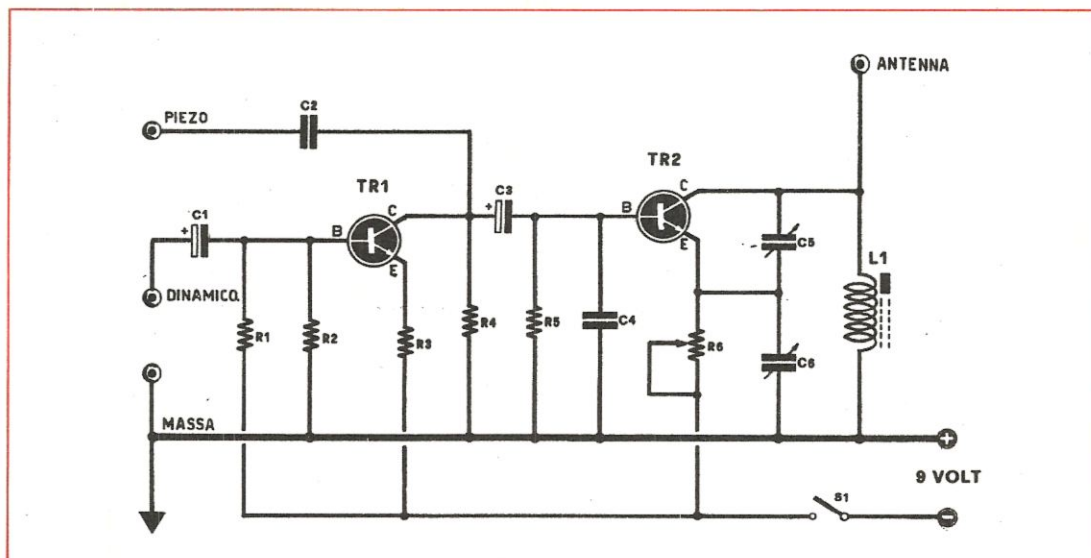 ANTENNA
C2
PIEZO
TR1
TR2
C3
C
C
C1
+
+
B
B
E
E
C5
L1
DINAMICO
R1
R2
R3
R4
R5
C4
R6
C6
MASSA
+
9 VOLT
S1
-